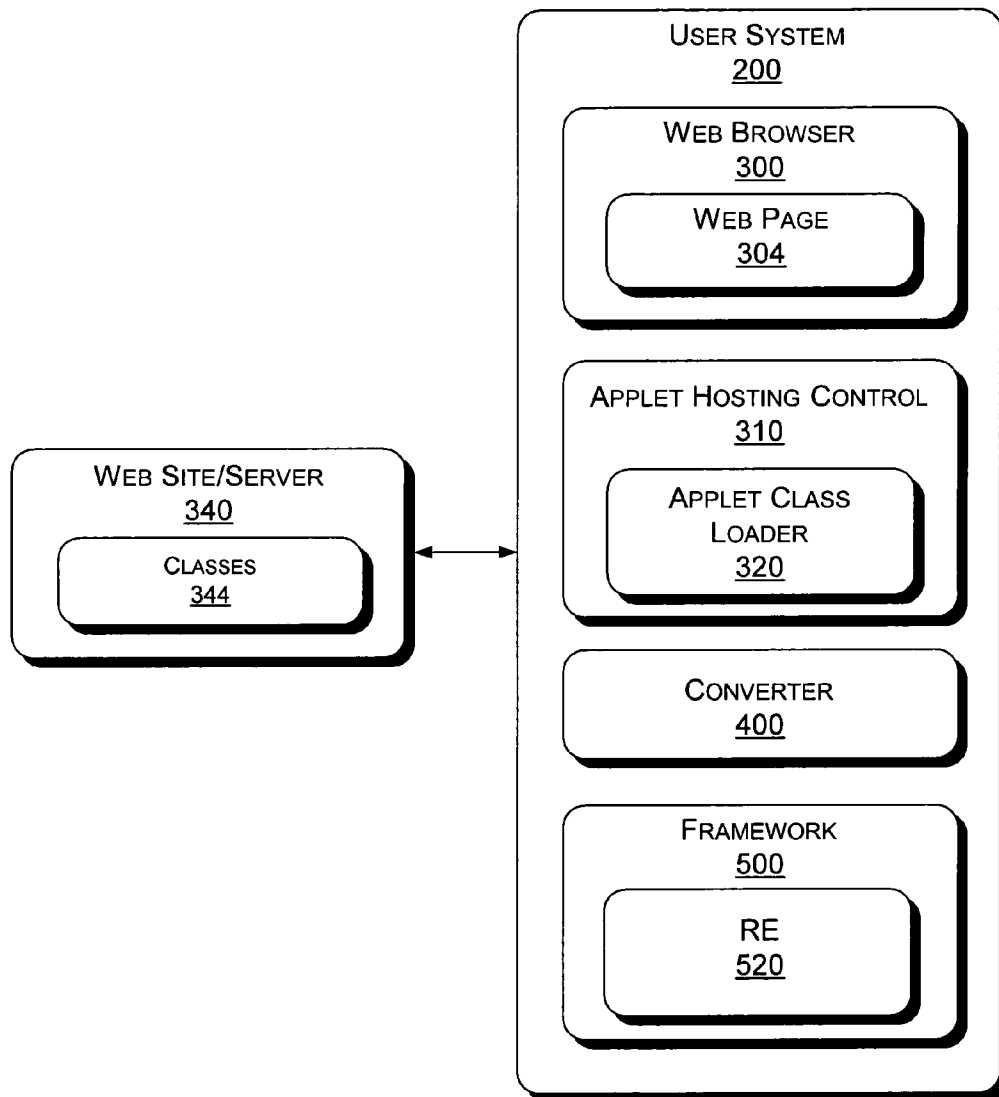 USER SYSTEM
200
WEB BROWSER
300
WEB PAGE
304
APPLET HOSTING CONTROL
310
APPLET CLASS
LOADER
320
WEB SITE/SERVER
340
CLASSES
344
CONVERTER
400
FRAMEWORK
500
RE
520